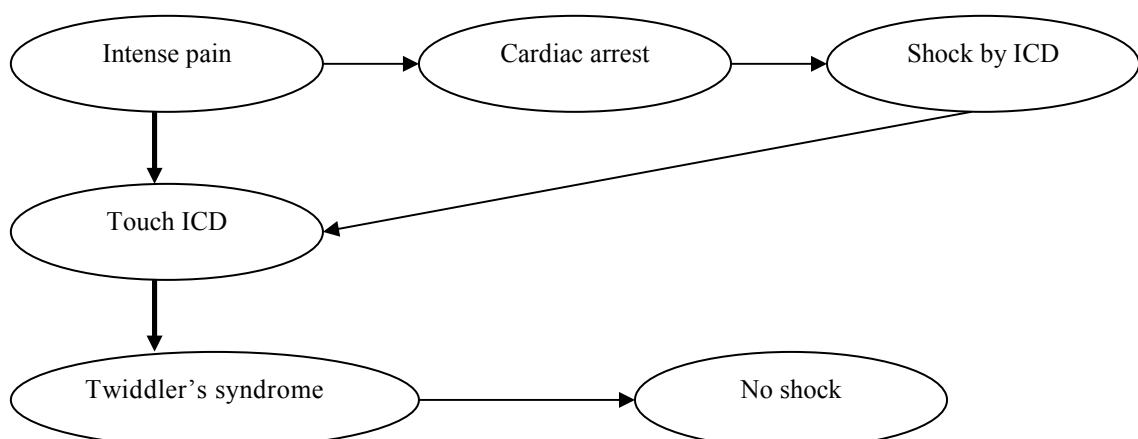 Intense pain
Cardiac arrest
Shock by ICD
Touch ICD
Twiddler’s syndrome
No shock